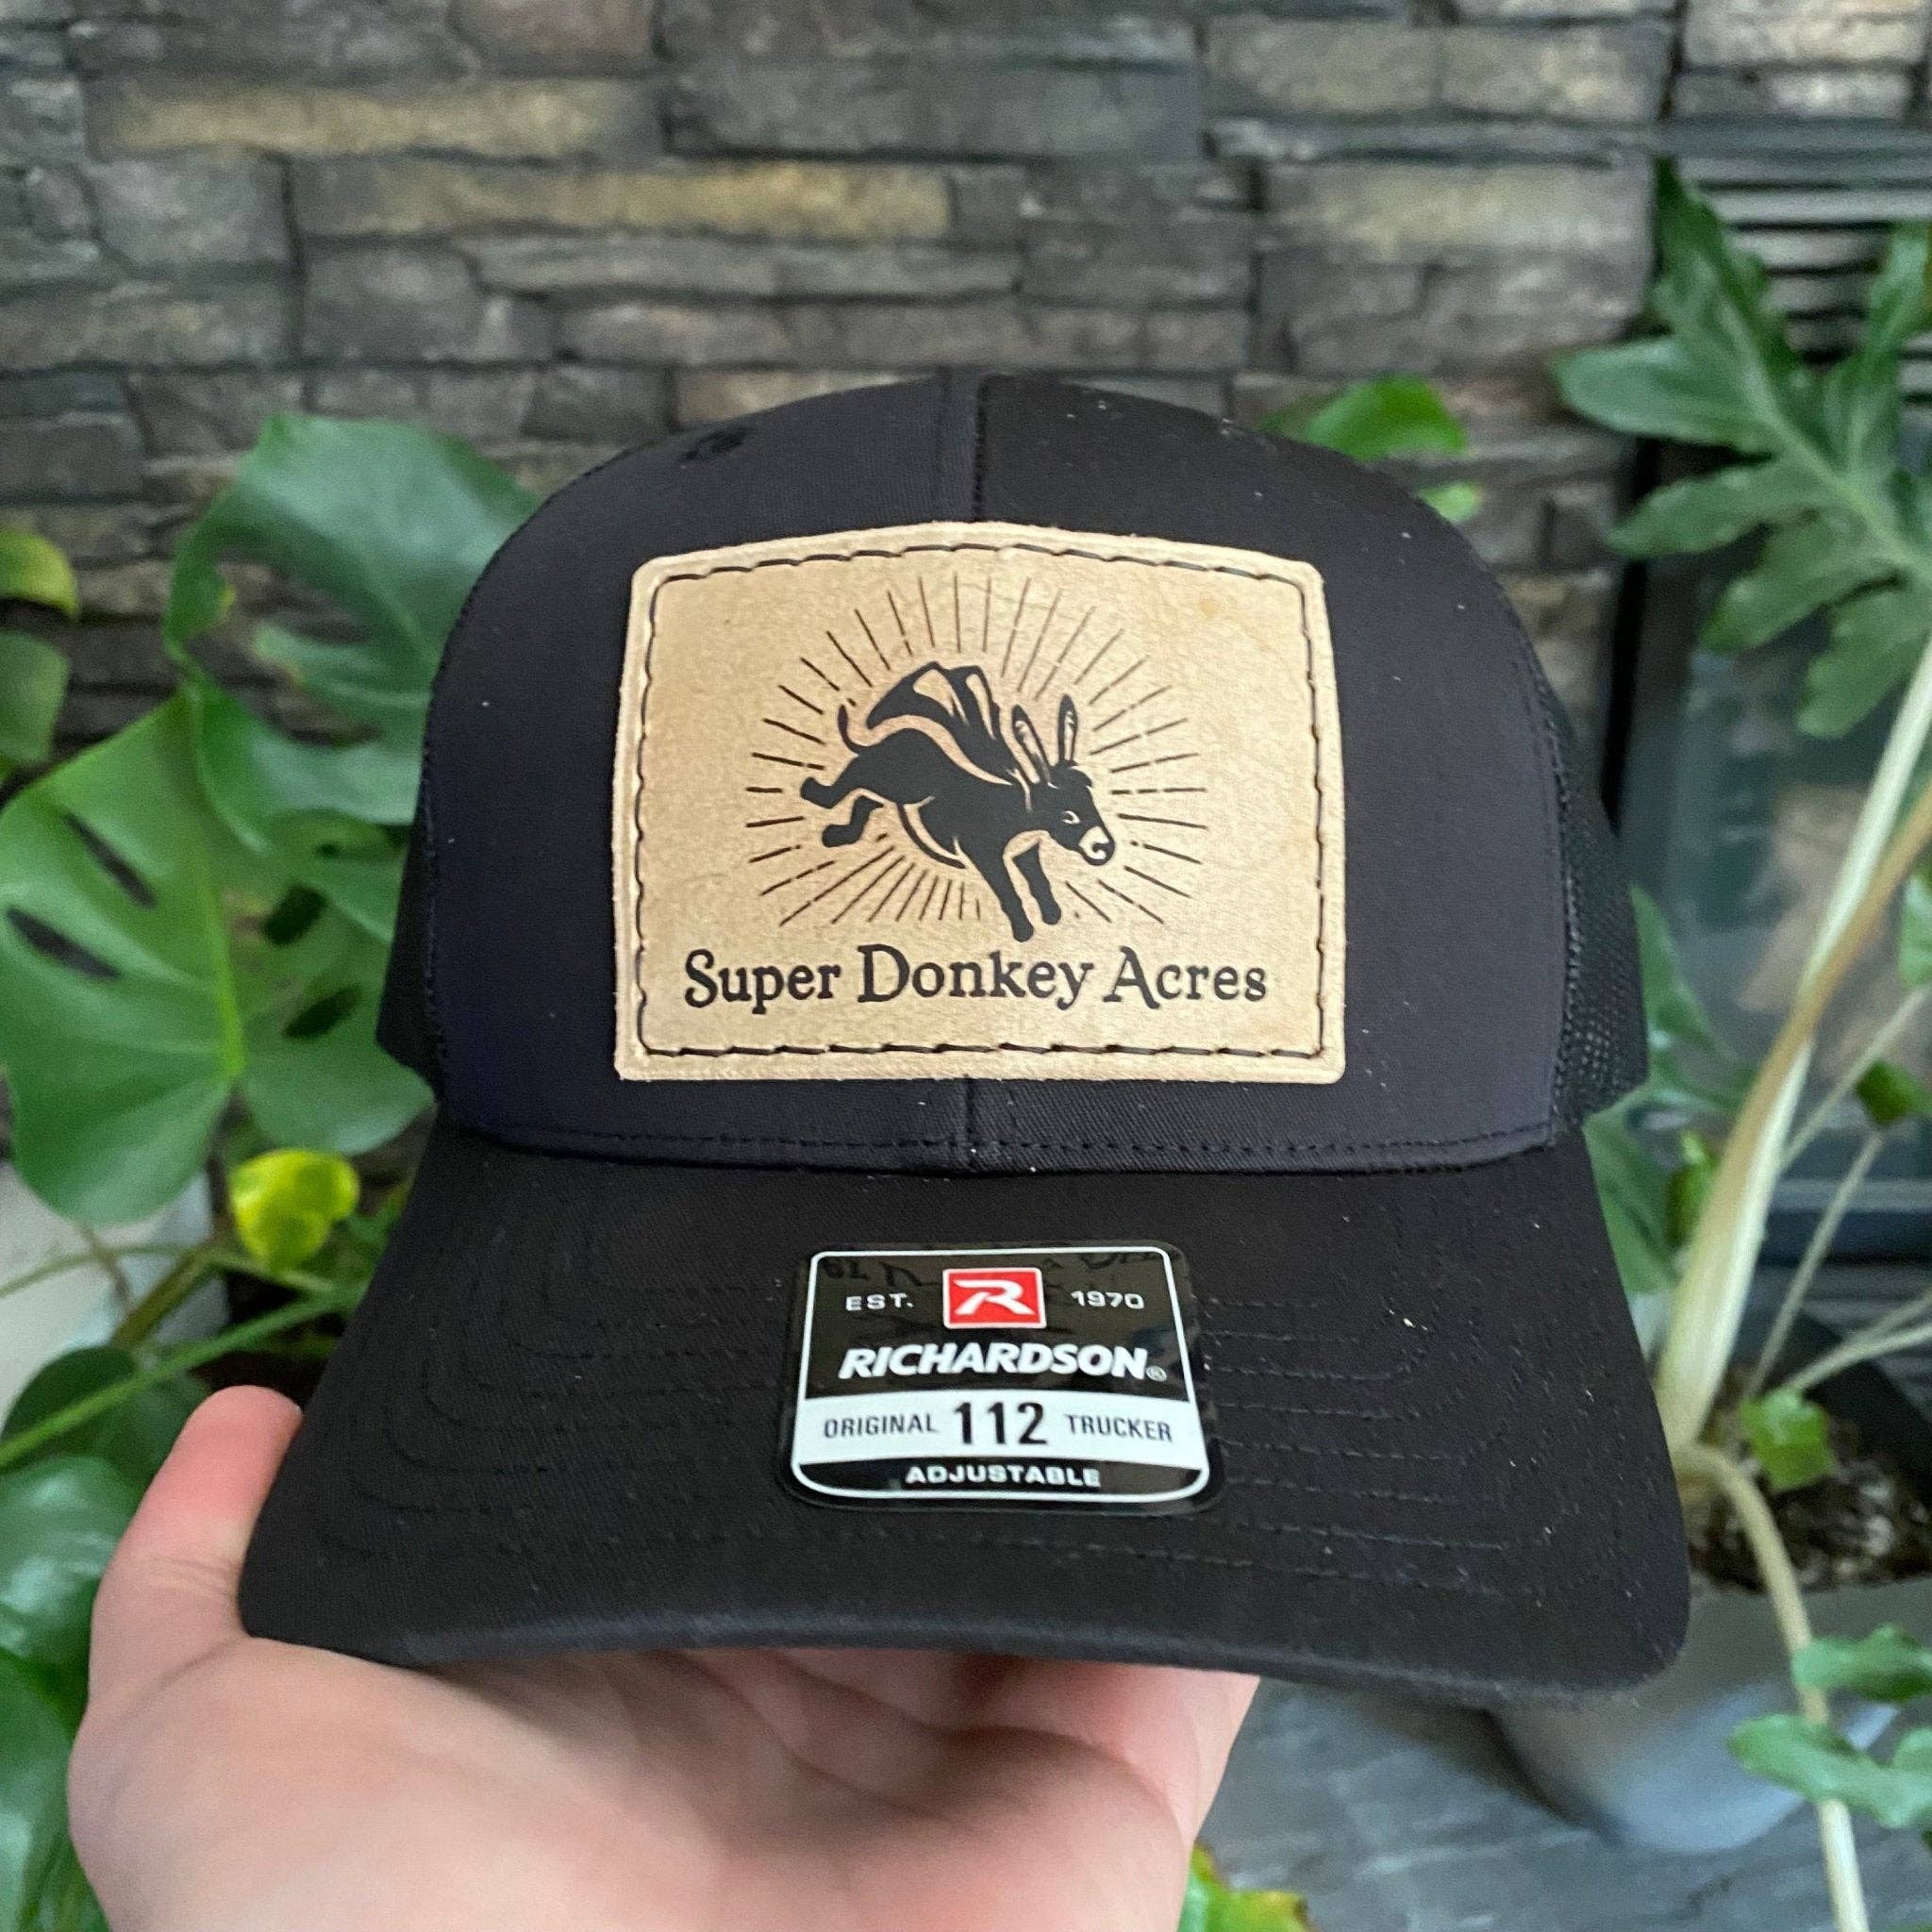 Super Donkey Acres
EST. R 1970
RICHARDSON®
ORIGINAL 112 TRUCKER
ADJUSTABLE